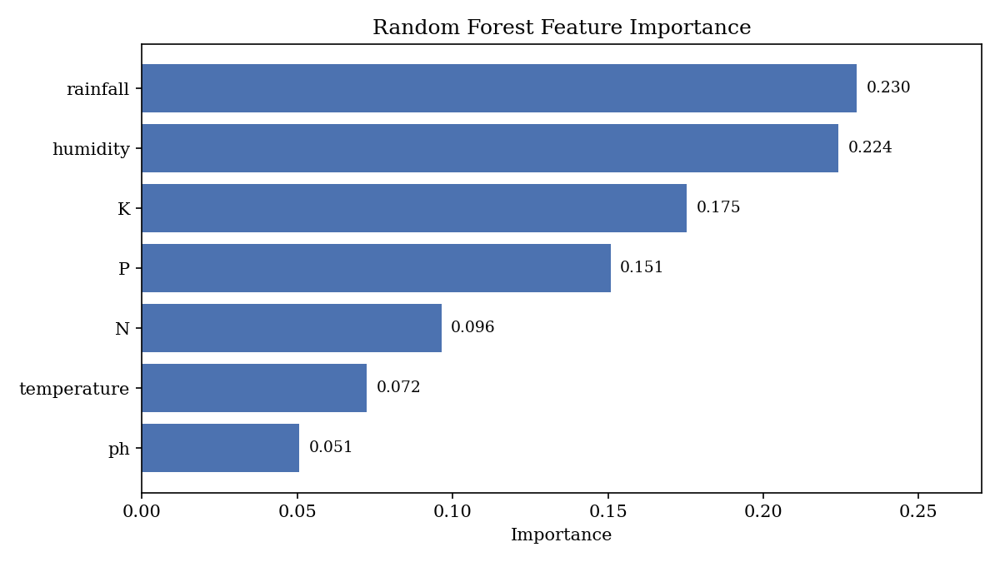 Random Forest Feature Importance
rainfall 0.230
humidity 0.224
K 0.175
P 0.151
N 0.096
temperature 0.072
ph 0.051
0.00 0.05 0.10 0.15 0.20 0.25
Importance